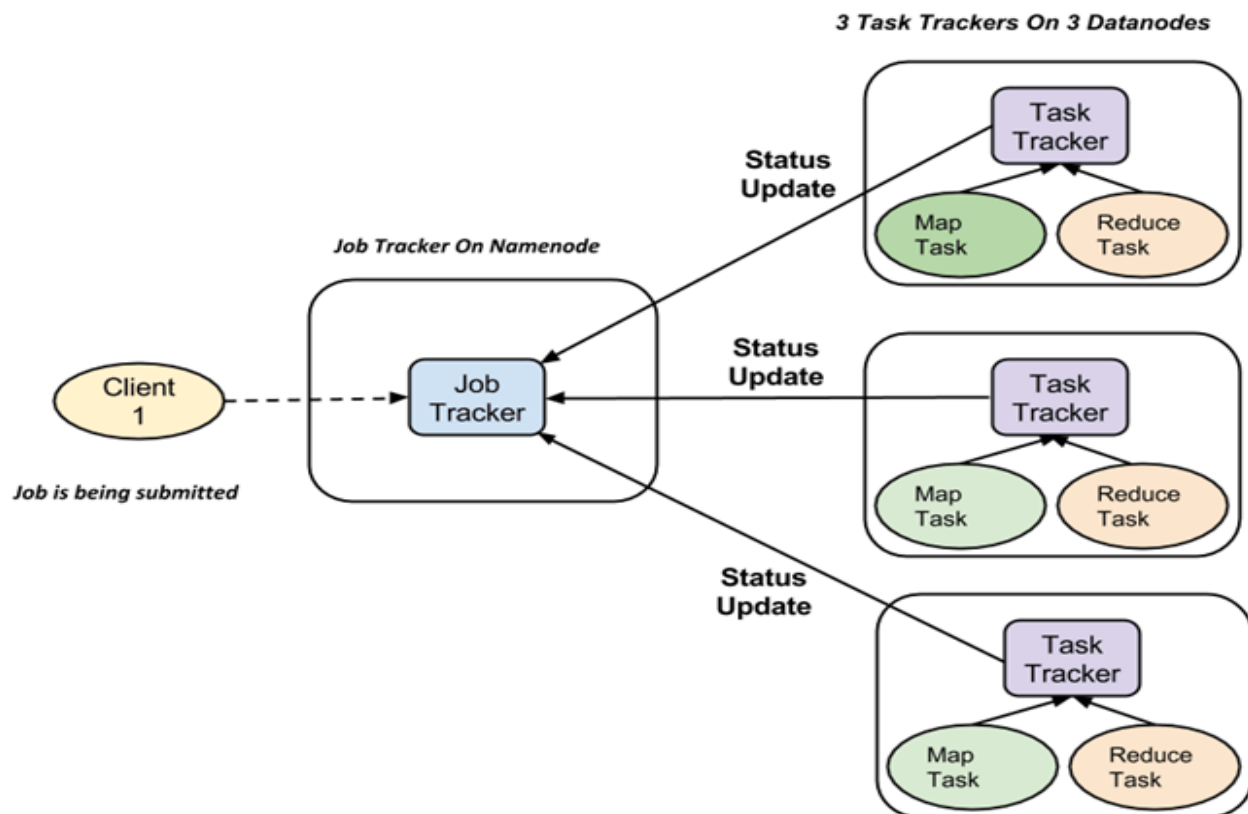 3 Task Trackers On 3 Datanodes
Task
Tracker
Status
Update
Map
Task
Reduce
Task
Job Tracker On Namenode
Client
1
Job
Tracker
Status
Update
Task
Tracker
Map
Task
Reduce
Task
Job is being submitted
Status
Update
Task
Tracker
Map
Task
Reduce
Task